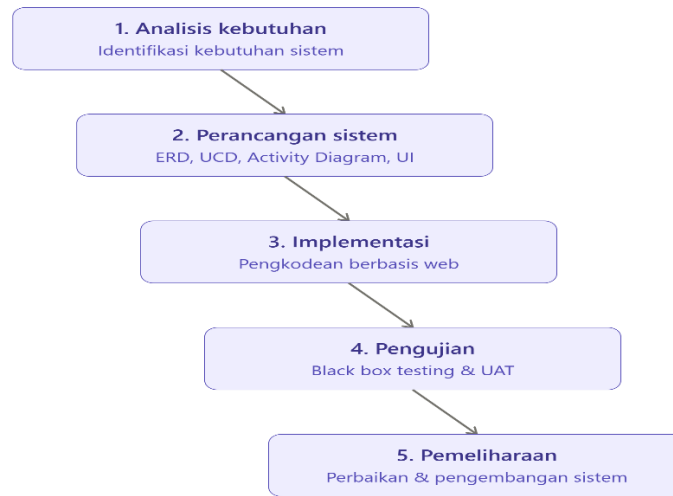 1. Analisis kebutuhan
Identifikasi kebutuhan sistem
2. Perancangan sistem
ERD, UCD, Activity Diagram, UI
3. Implementasi
Pengkodean berbasis web
4. Pengujian
Black box testing & UAT
5. Pemeliharaan
Perbaikan & pengembangan sistem